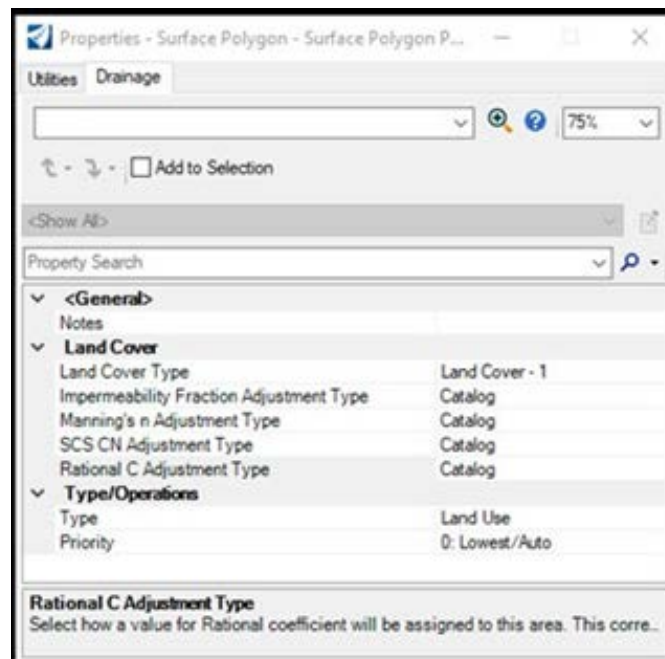 Properties - Surface Polygon - Surface Polygon P...
Utilities Drainage
75%
Add to Selection
<Show All>
Property Search
<General>
Notes
Land Cover
Land Cover Type Land Cover - 1
Impermeability Fraction Adjustment Type Catalog
Manning's n Adjustment Type Catalog
SCS CN Adjustment Type Catalog
Rational C Adjustment Type Catalog
Type/Operations
Type Land Use
Priority 0: Lowest/Auto
Rational C Adjustment Type
Select how a value for Rational coefficient will be assigned to this area. This corre...